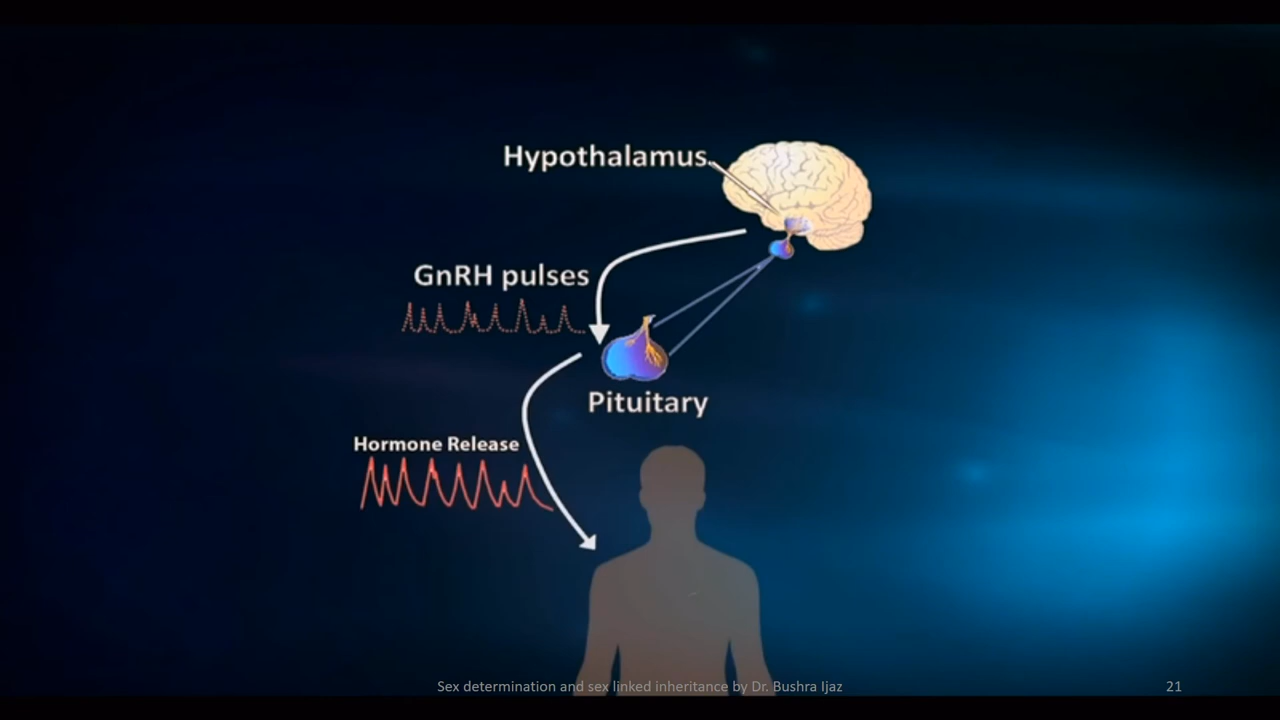 Hypothalamus
GnRH pulses
Pituitary
Hormone Release
Sex determination and sex linked inheritance by Dr. Bushra Ijaz
21